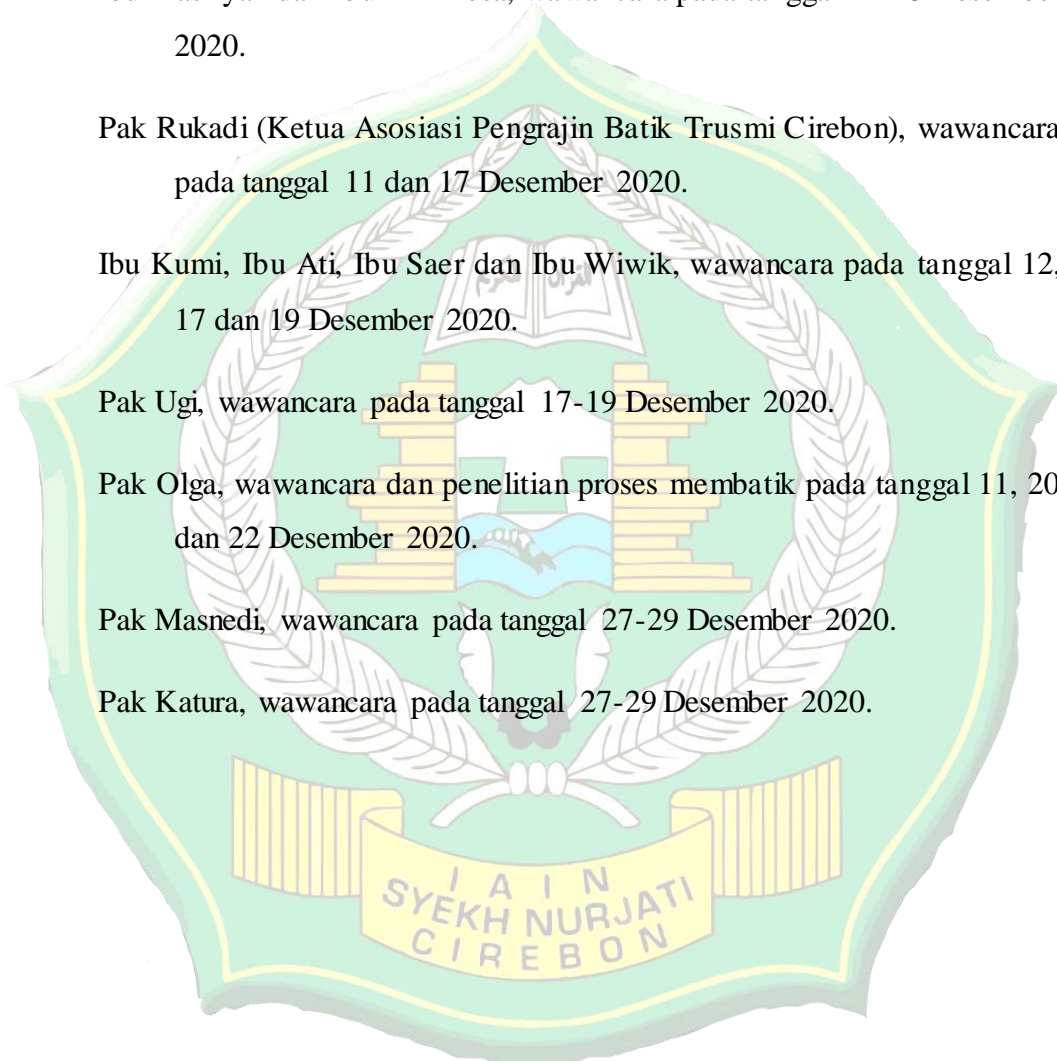 2020.
Pak Rukadi (Ketua Asosiasi Pengrajin Batik Trusmi Cirebon), wawancara
pada tanggal 11 dan 17 Desember 2020.
Ibu Kumi, Ibu Ati, Ibu Saer dan Ibu Wiwik, wawancara pada tanggal 12,
17 dan 19 Desember 2020.
Pak Ugi, wawancara pada tanggal 17-19 Desember 2020.
Pak Olga, wawancara dan penelitian proses membatik pada tanggal 11, 20
dan 22 Desember 2020.
Pak Masnedi, wawancara pada tanggal 27-29 Desember 2020.
Pak Katura, wawancara pada tanggal 27-29 Desember 2020.
القرآن الكريم
IAIN
SYEKH NURJATI
CIREBON